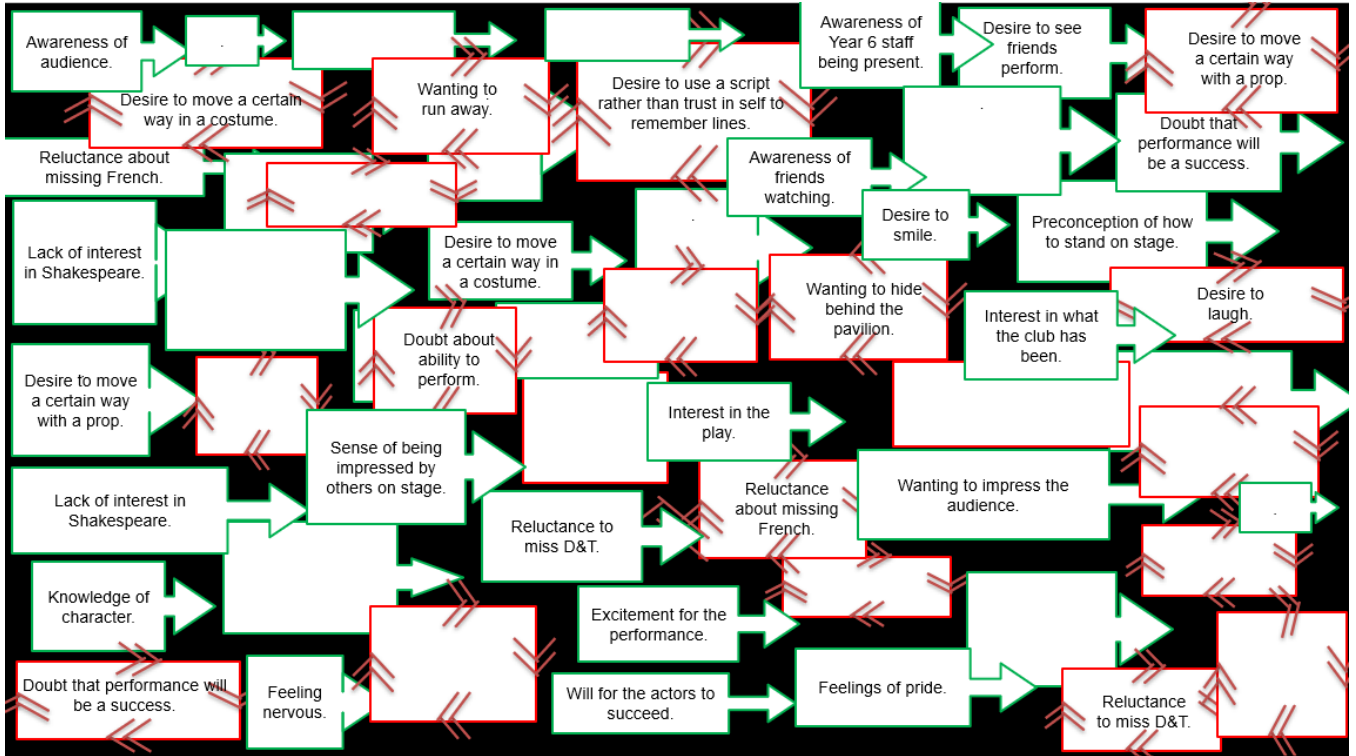 Awareness of
audience.
.
Awareness of
Year 6 staff
being present.
Desire to see
friends
perform.
Desire to move
a certain way
with a prop.
Desire to move a certain
way in a costume.
Wanting to
run away.
Desire to use a script
rather than trust in self to
remember lines.
.
Doubt that
performance will
be a success.
Reluctance about
missing French.
Awareness of
friends
watching.
Lack of interest
in Shakespeare.
Desire to move
a certain way in
a costume.
.
Desire to
smile.
Preconception of how
to stand on stage.
Wanting to hide
behind the
pavilion.
Interest in what
the club has
been.
Desire to
laugh.
Desire to move
a certain way
with a prop.
Doubt about
ability to
perform.
Interest in the
play.
Sense of being
impressed by
others on stage.
Lack of interest in
Shakespeare.
Reluctance to
miss D&T.
Reluctance
about missing
French.
Wanting to impress the
audience.
.
Knowledge of
character.
Excitement for the
performance.
Doubt that performance will
be a success.
Feeling
nervous.
Will for the actors to
succeed.
Feelings of pride.
Reluctance
to miss D&T.